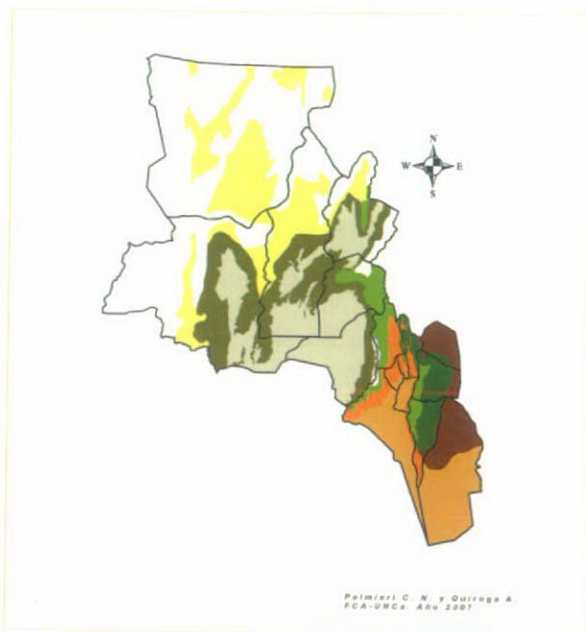 N
W E
S
Palmieri C. N. y Quiroga A.
FCA-UNCa. Año 2007